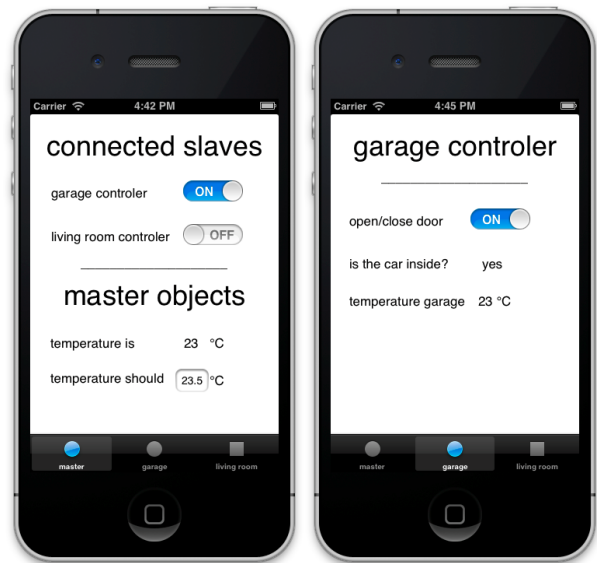 Carrier 4:42 PM
connected slaves
garage controler ON
living room controler OFF
master objects
temperature is 23 °C
temperature should 23.5 °C
master garage living room
Carrier 4:45 PM
garage controler
open/close door ON
is the car inside? yes
temperature garage 23 °C
master garage living room